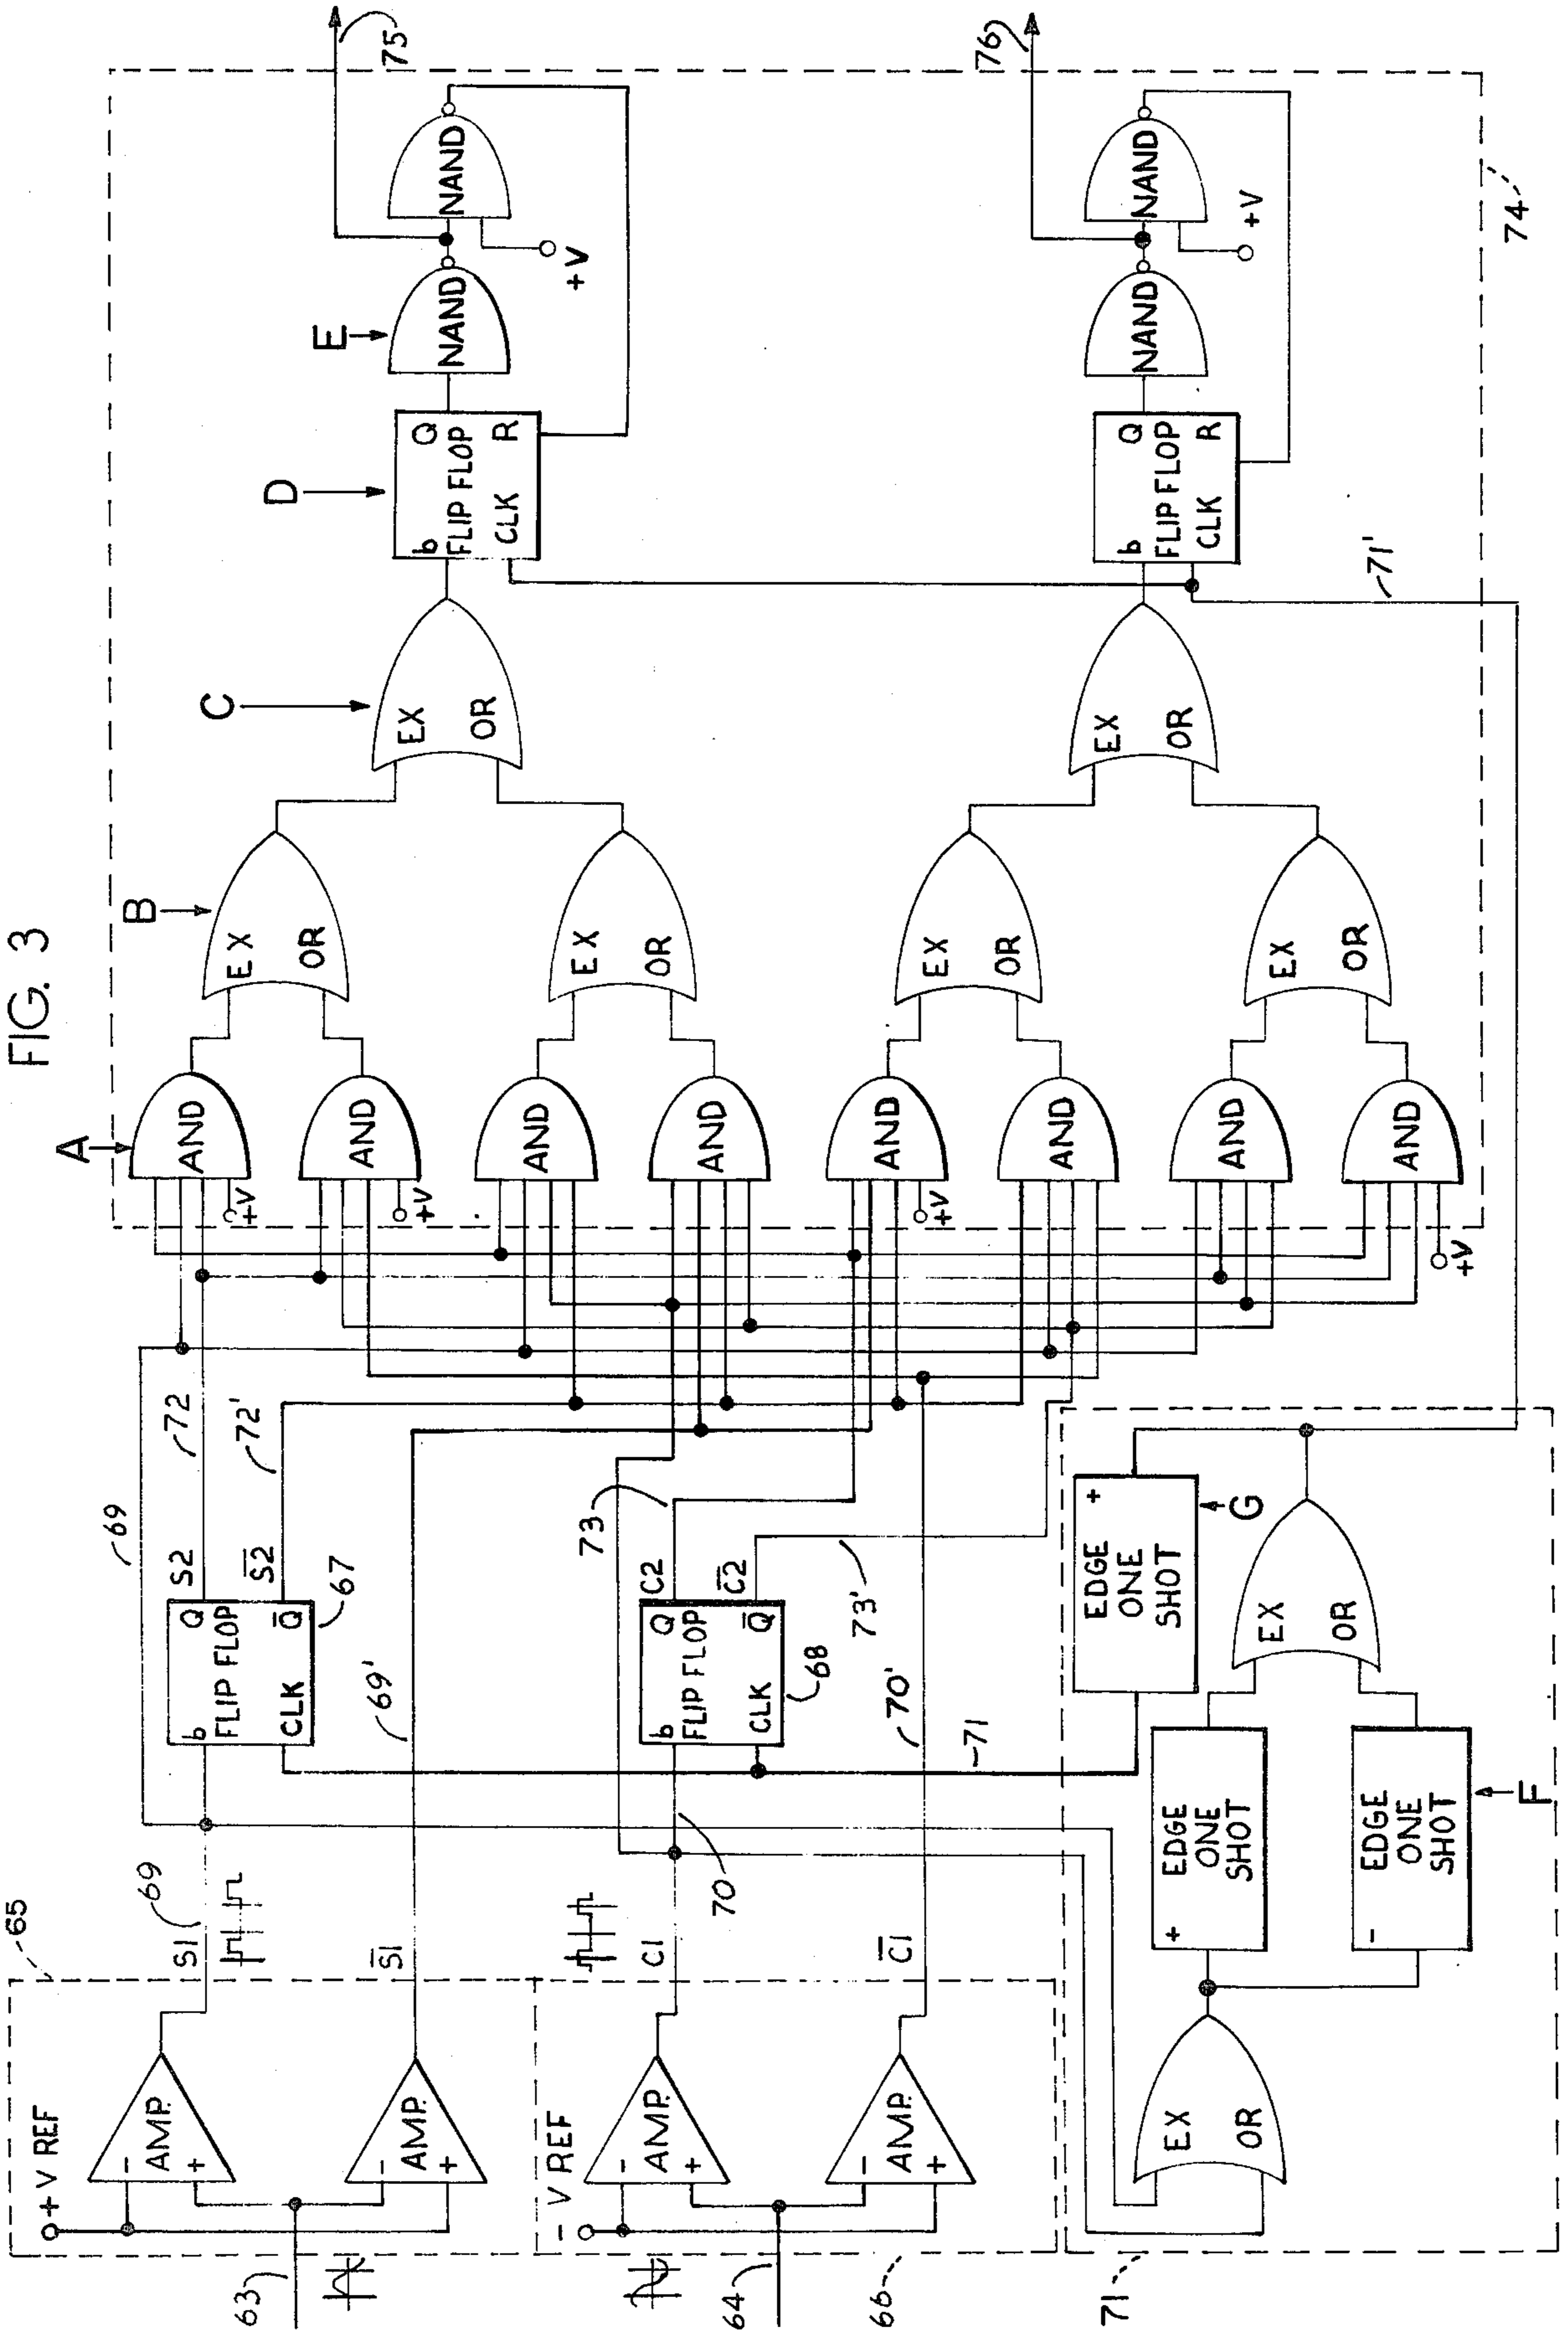 FIG. 3
65
+ V REF
- AMP. +
- AMP. +
63
- V REF
- AMP. +
- AMP. +
64
66
S1
69
S̅1̅
C1
C̅1̅
69
b Q
FLIP FLOP
CLK Q̅
67
S2
S̅2̅
72
72'
69'
70
b Q
FLIP FLOP
CLK Q̅
68
C2
C̅2̅
73
73'
70'
71
71
EX OR
+ EDGE ONE SHOT
- EDGE ONE SHOT
F
EX OR
+ EDGE ONE SHOT
G
A
AND
+V
AND
+V
AND
AND
AND
+V
AND
AND
AND
+V
B
EX OR
EX OR
EX OR
EX OR
C
EX OR
EX OR
D
b Q
FLIP FLOP
CLK R
b Q
FLIP FLOP
CLK R
71'
E
NAND
NAND
+V
75
NAND
NAND
+V
76
74